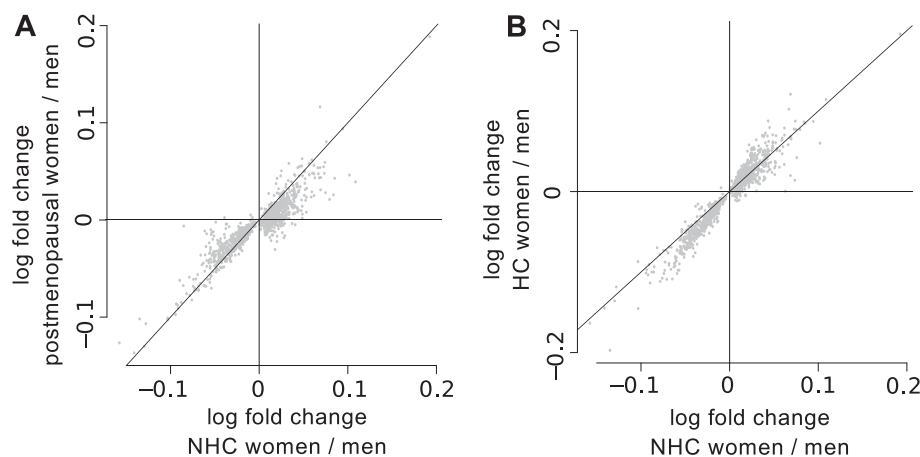 A
log fold change
postmenopausal women / men
0.2
0.1
0
−0.1
−0.1
0
0.1
0.2
log fold change
NHC women / men
B
log fold change
HC women / men
0.2
0
−0.2
−0.1
0
0.1
0.2
log fold change
NHC women / men